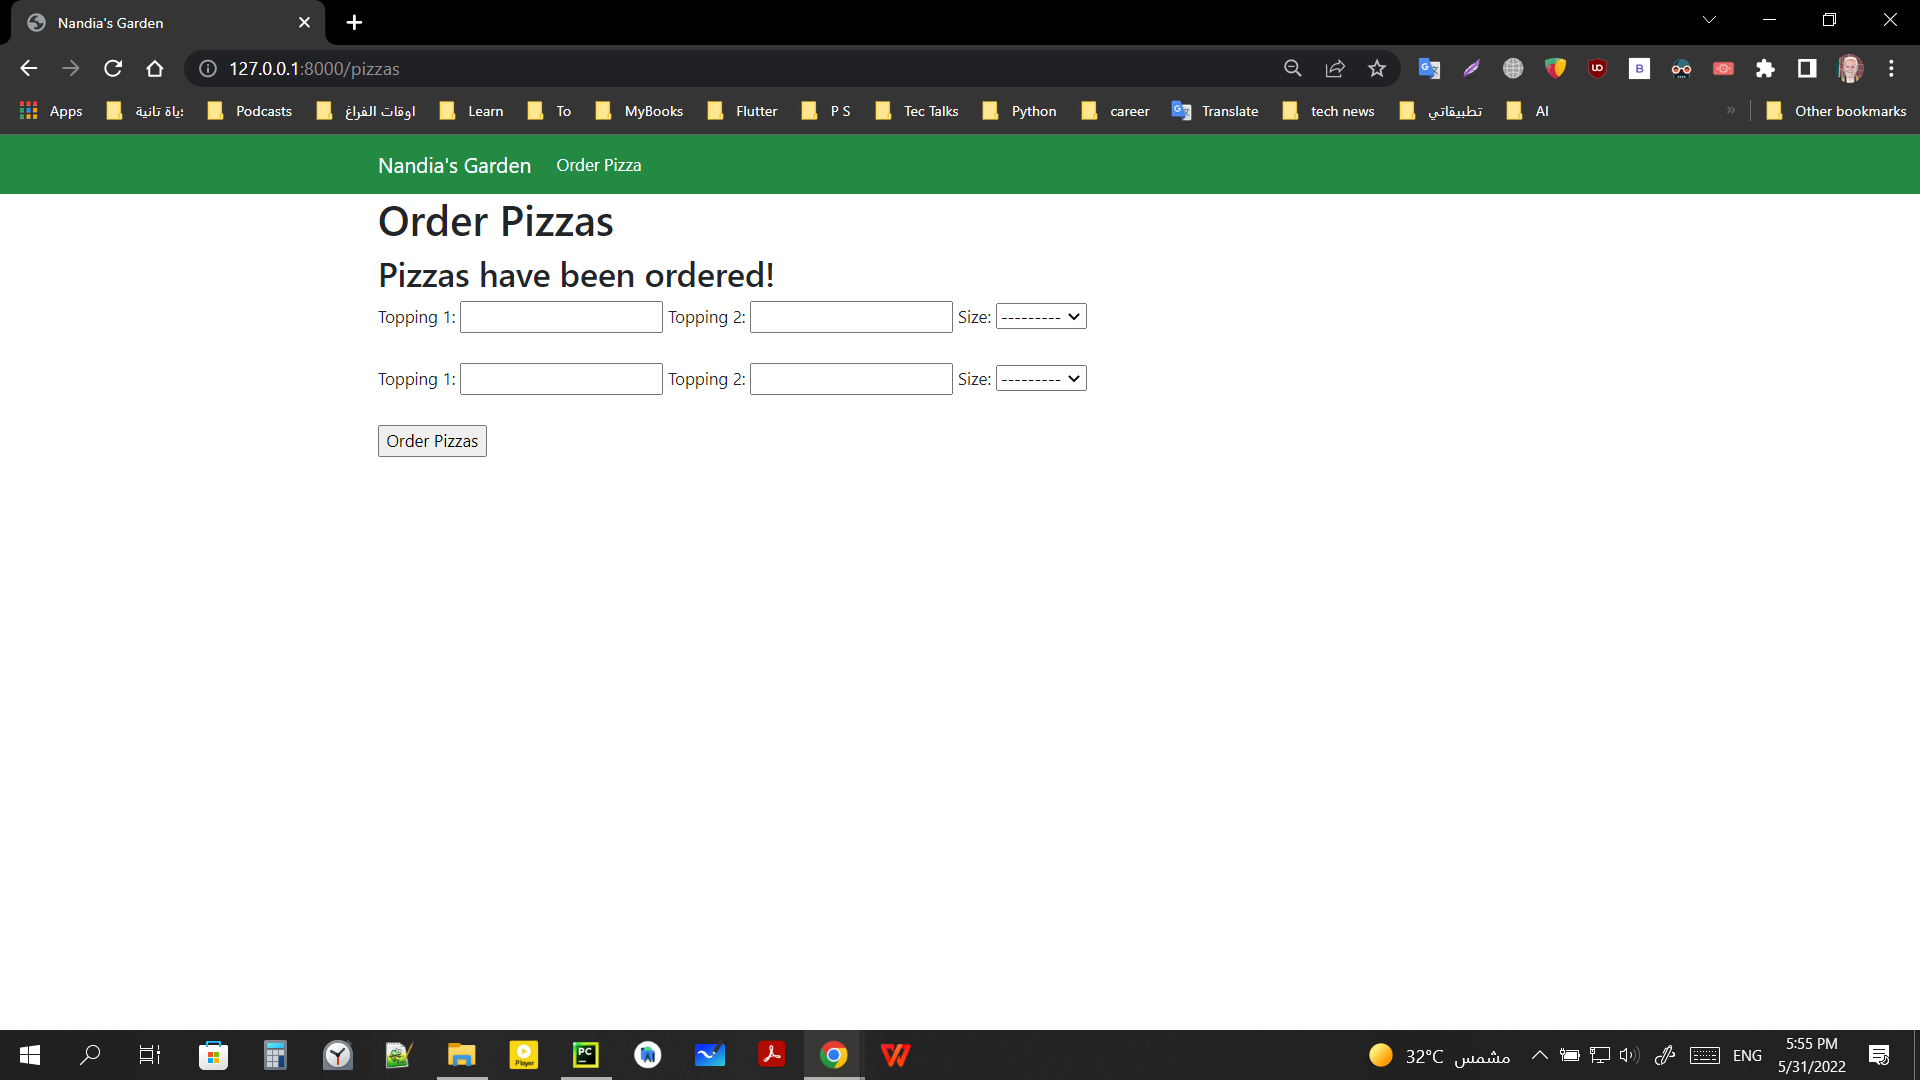 Nandia's Garden
127.0.0.1:8000/pizzas
Apps ياة تانية؛ Podcasts اوقات الفراغ Learn To MyBooks Flutter P S Tec Talks Python career Translate tech news تطبيقاتي AI » Other bookmarks
Nandia's Garden Order Pizza
Order Pizzas
Pizzas have been ordered!
Topping 1: Topping 2: Size: ---------
Topping 1: Topping 2: Size: ---------
Order Pizzas
32°C مشمس ENG 5:55 PM
5/31/2022